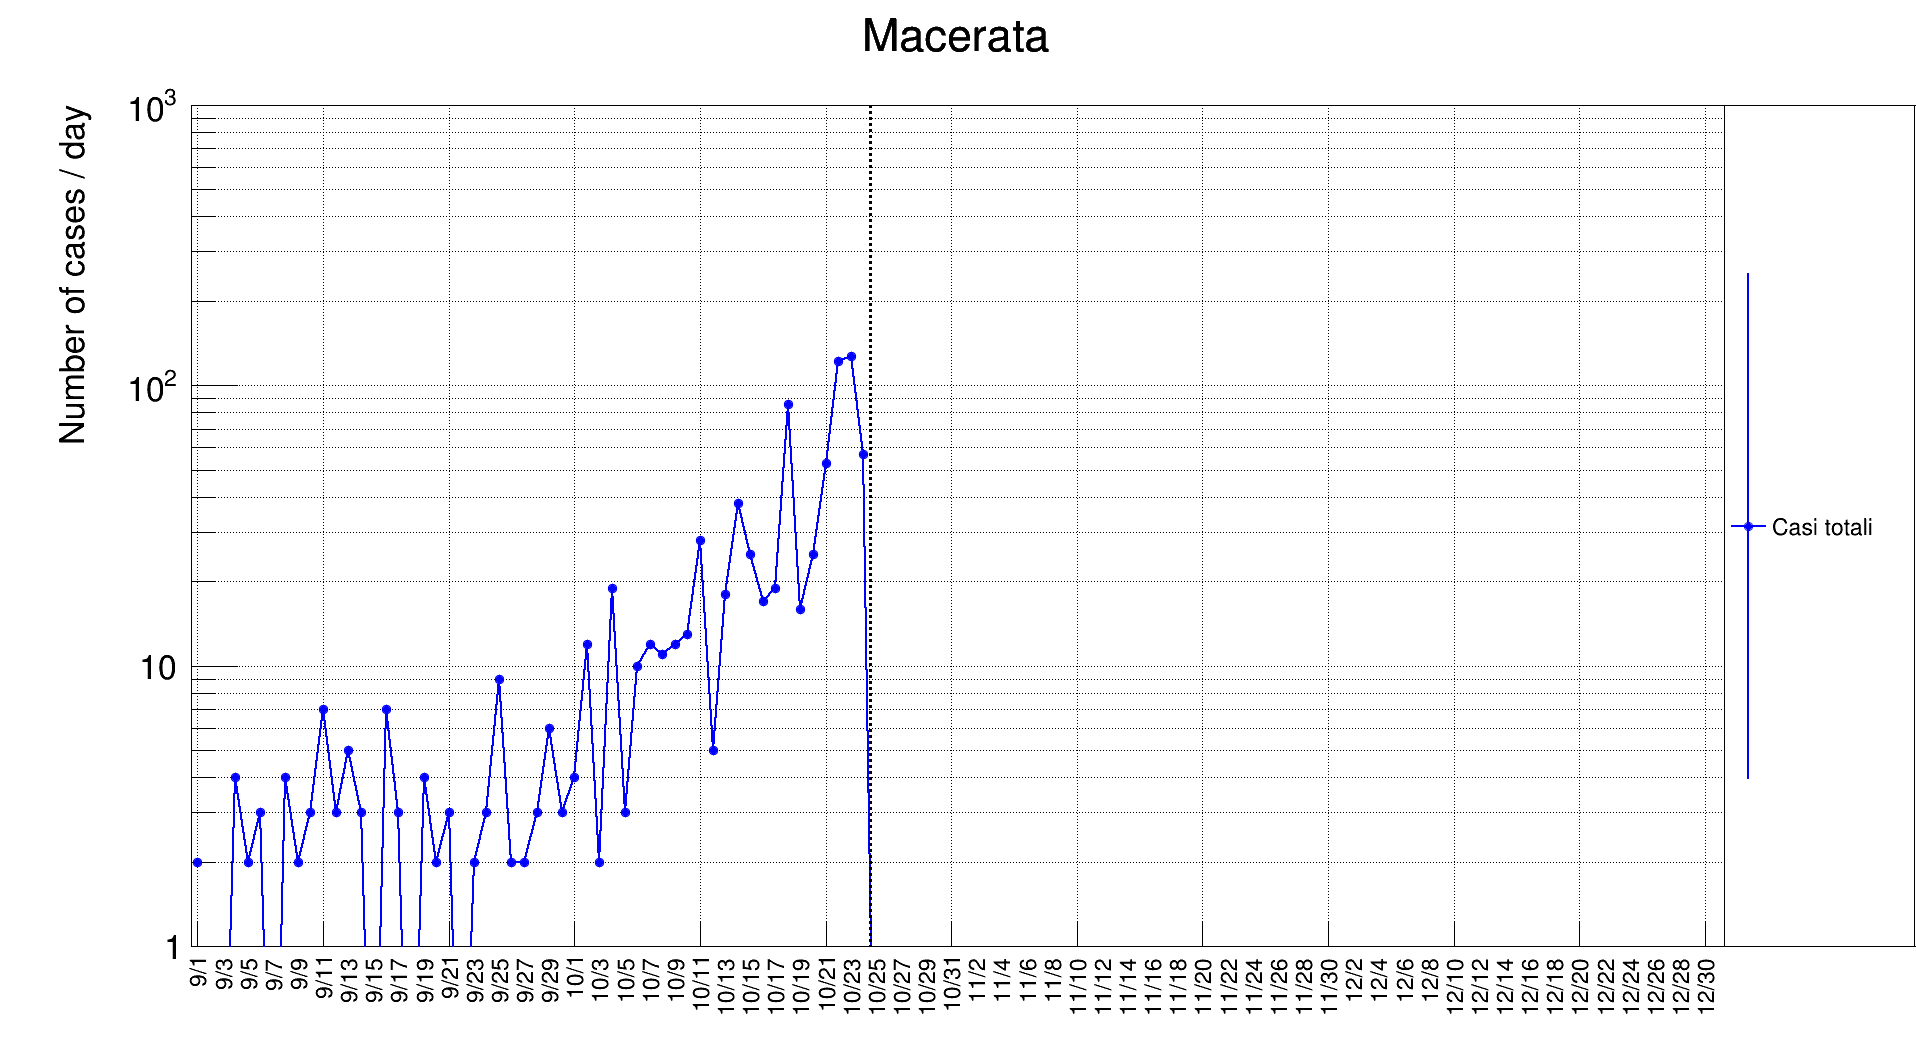 Macerata
Number of cases / day
10³
10²
10
1
9/1 9/3 9/5 9/7 9/9 9/11 9/13 9/15 9/17 9/19 9/21 9/23 9/25 9/27 9/29 10/1 10/3 10/5 10/7 10/9 10/11 10/13 10/15 10/17 10/19 10/21 10/23 10/25 10/27 10/29 10/31 11/2 11/4 11/6 11/8 11/10 11/12 11/14 11/16 11/18 11/20 11/22 11/24 11/26 11/28 11/30 12/2 12/4 12/6 12/8 12/10 12/12 12/14 12/16 12/18 12/20 12/22 12/24 12/26 12/28 12/30
Casi totali